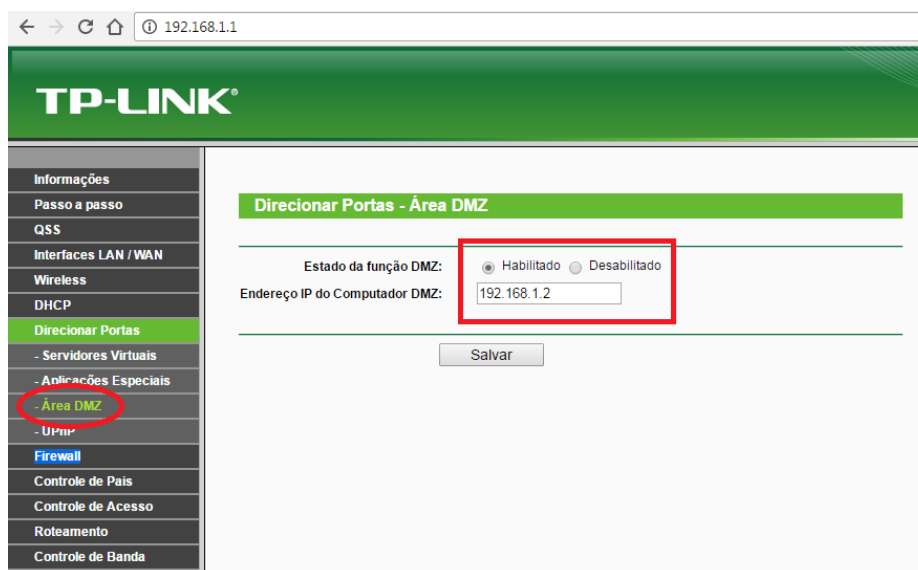 192.168.1.1
TP-LINK®
Informações
Passo a passo
QSS
Interfaces LAN / WAN
Wireless
DHCP
Direcionar Portas
- Servidores Virtuais
- Aplicações Especiais
- Área DMZ
- UPnP
Firewall
Controle de Pais
Controle de Acesso
Roteamento
Controle de Banda
Direcionar Portas - Área DMZ
Estado da função DMZ: Habilitado Desabilitado
Endereço IP do Computador DMZ: 192.168.1.2
Salvar